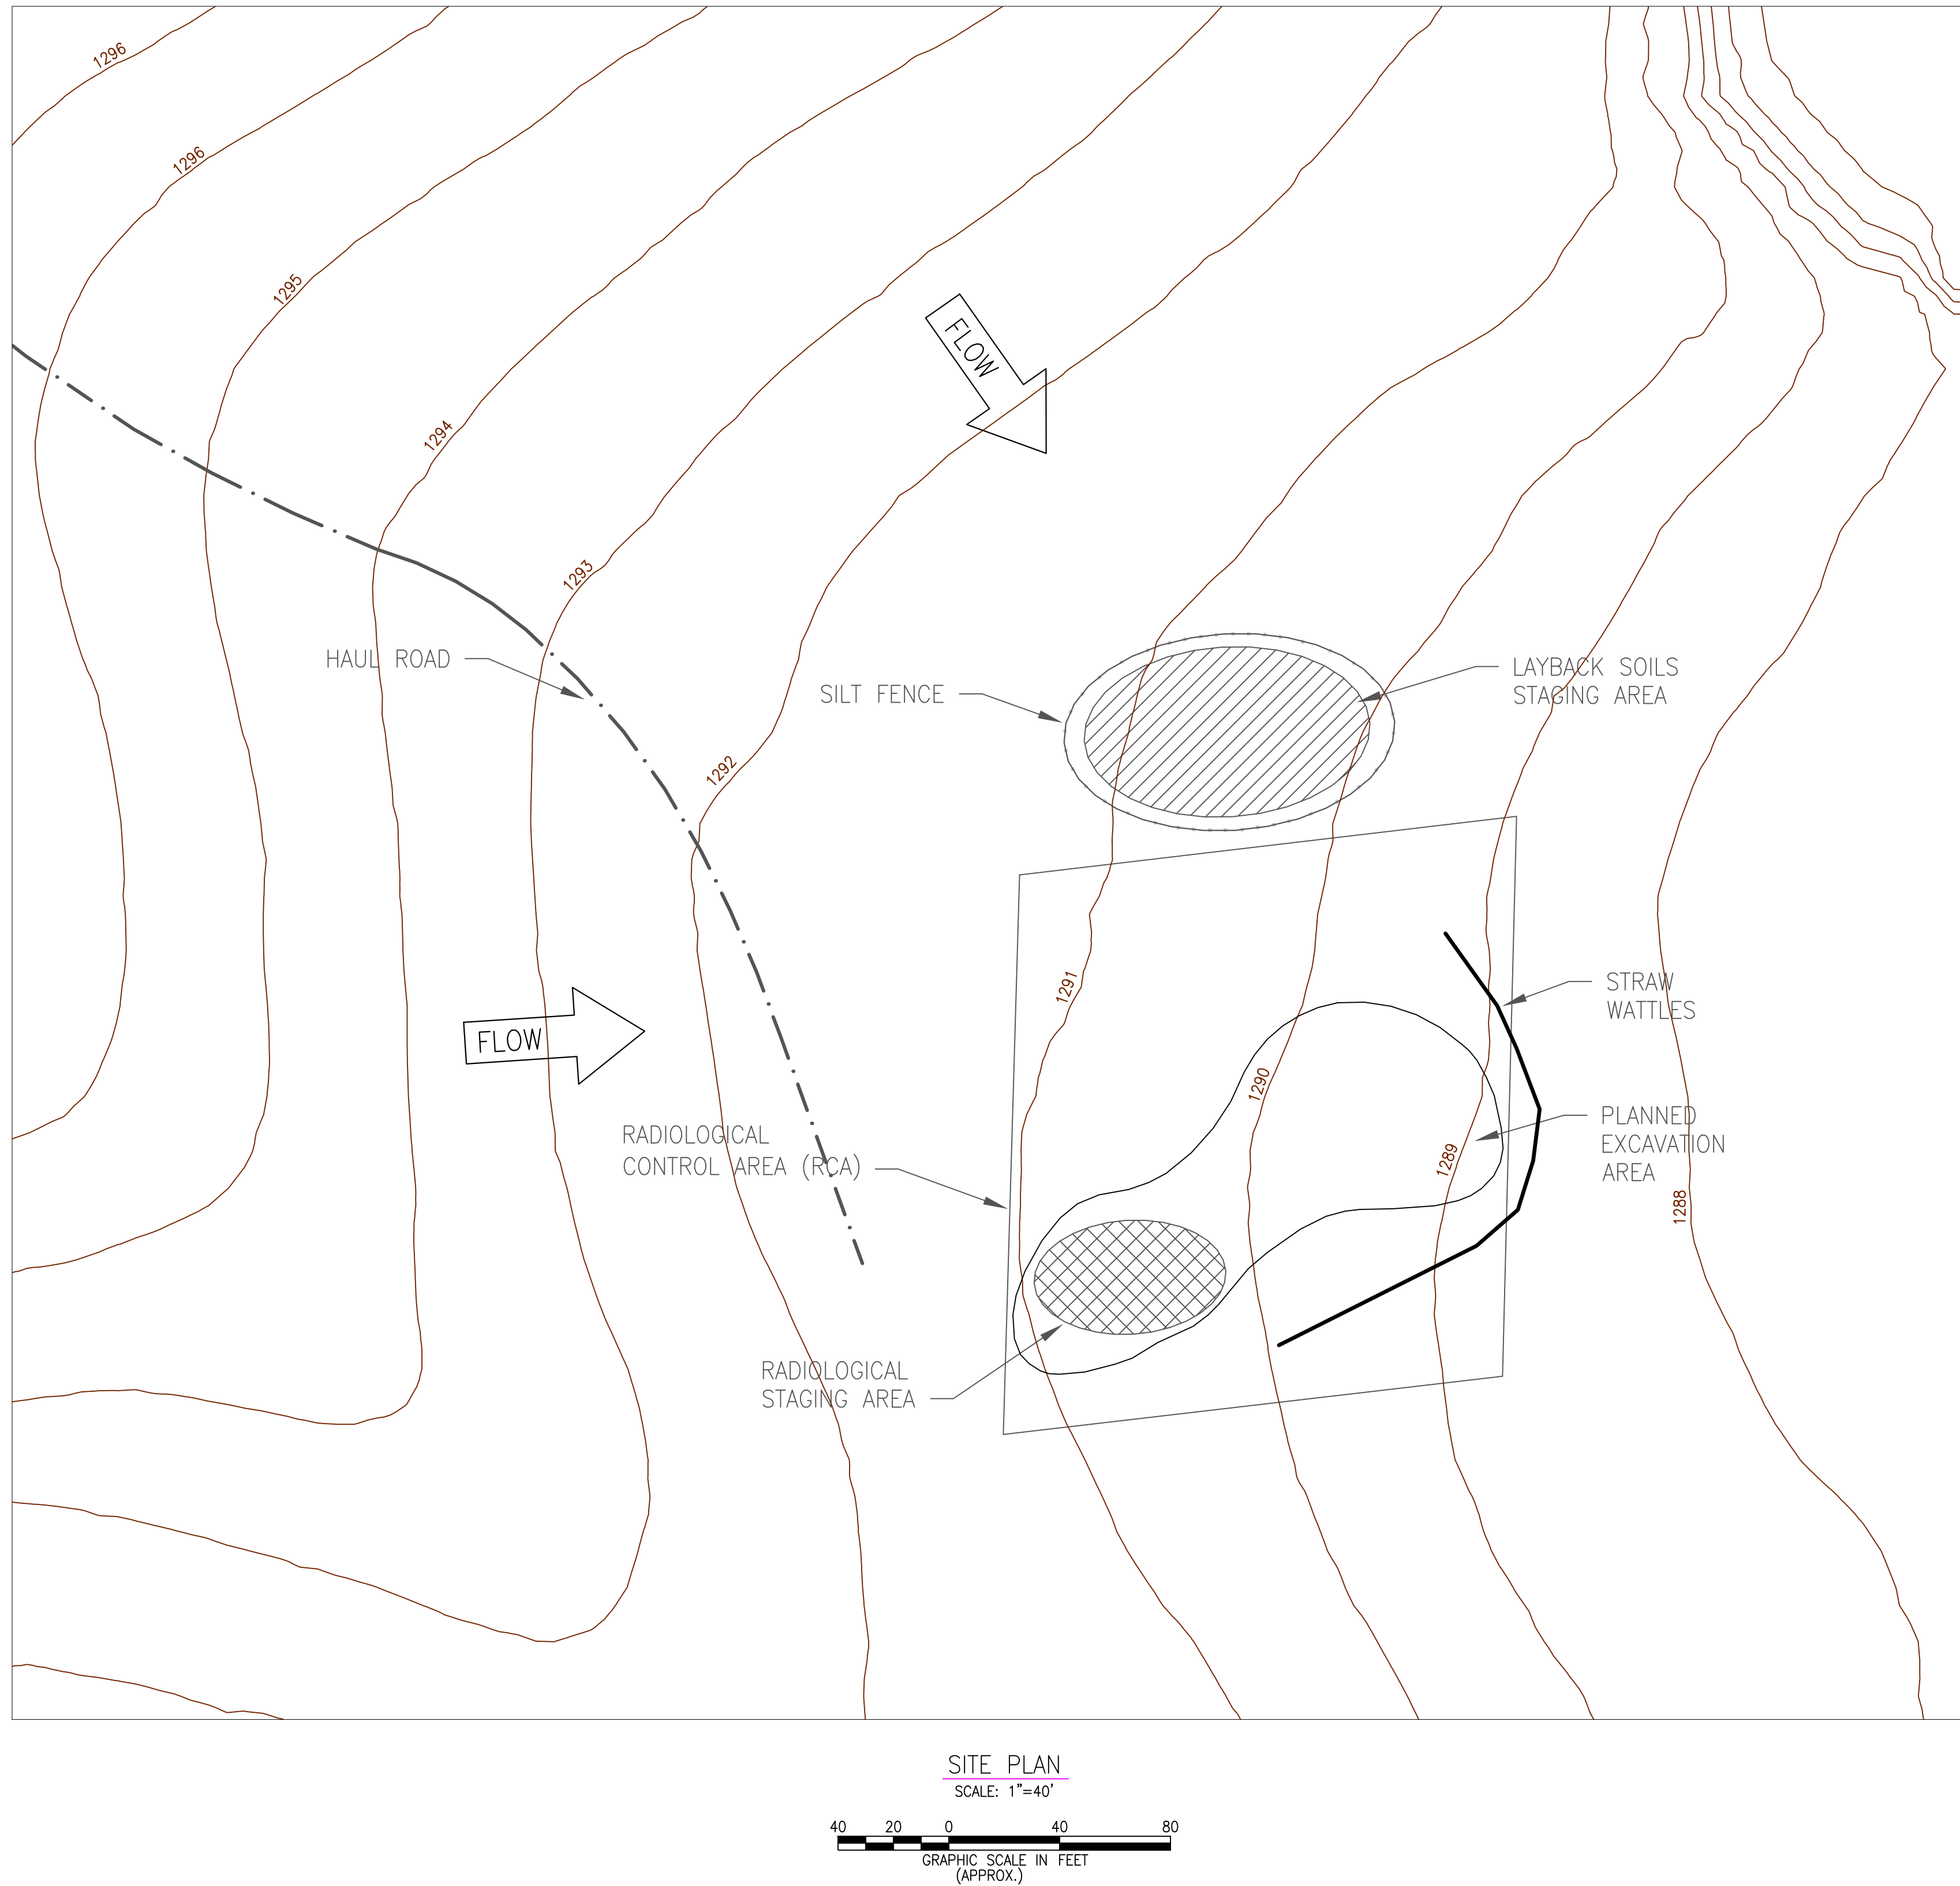 1296
1296
1295
FLOW
1294
1293
HAUL ROAD
SILT FENCE
LAYBACK SOILS
STAGING AREA
1292
1291
STRAW
WATTLES
FLOW
1290
RADIOLOGICAL
CONTROL AREA (RCA)
PLANNED
EXCAVATION
AREA
1289
1288
RADIOLOGICAL
STAGING AREA
SITE PLAN
SCALE: 1"=40'
40 20 0 40 80
GRAPHIC SCALE IN FEET
(APPROX.)